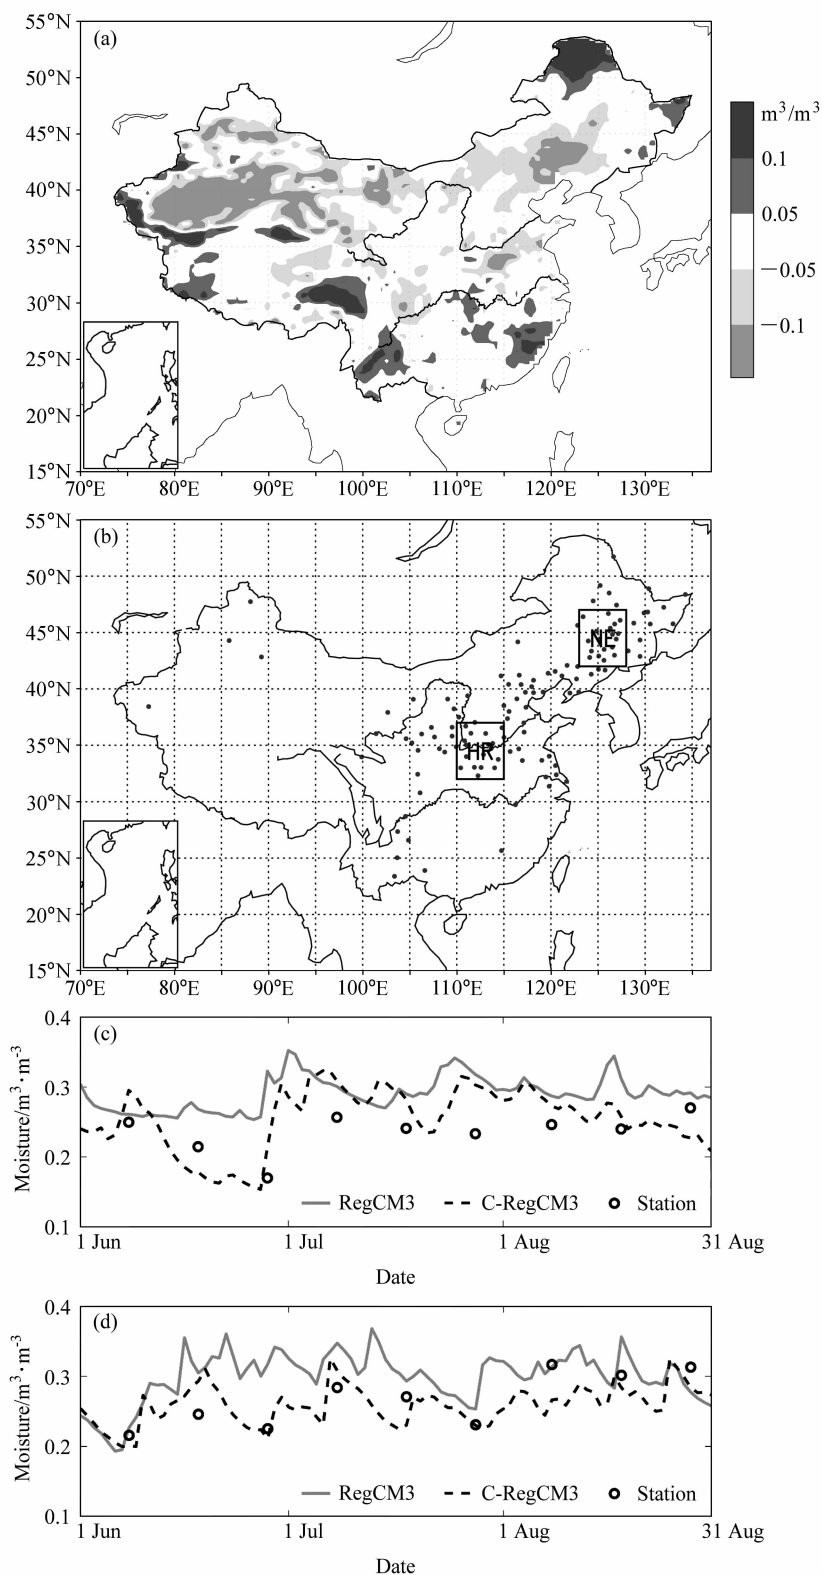 (a)
55°N
50°N
45°N
40°N
35°N
30°N
25°N
20°N
15°N
70°E 80°E 90°E 100°E 110°E 120°E 130°E
m³/m³
0.1
0.05
−0.05
−0.1
(b)
55°N
50°N
45°N
40°N
35°N
30°N
25°N
20°N
15°N
NE
HR
70°E 80°E 90°E 100°E 110°E 120°E 130°E
(c)
Moisture/m³·m⁻³
0.4
0.3
0.2
0.1
RegCM3 C-RegCM3 Station
1 Jun 1 Jul 1 Aug 31 Aug
Date
(d)
Moisture/m³·m⁻³
0.4
0.3
0.2
0.1
RegCM3 C-RegCM3 Station
1 Jun 1 Jul 1 Aug 31 Aug
Date